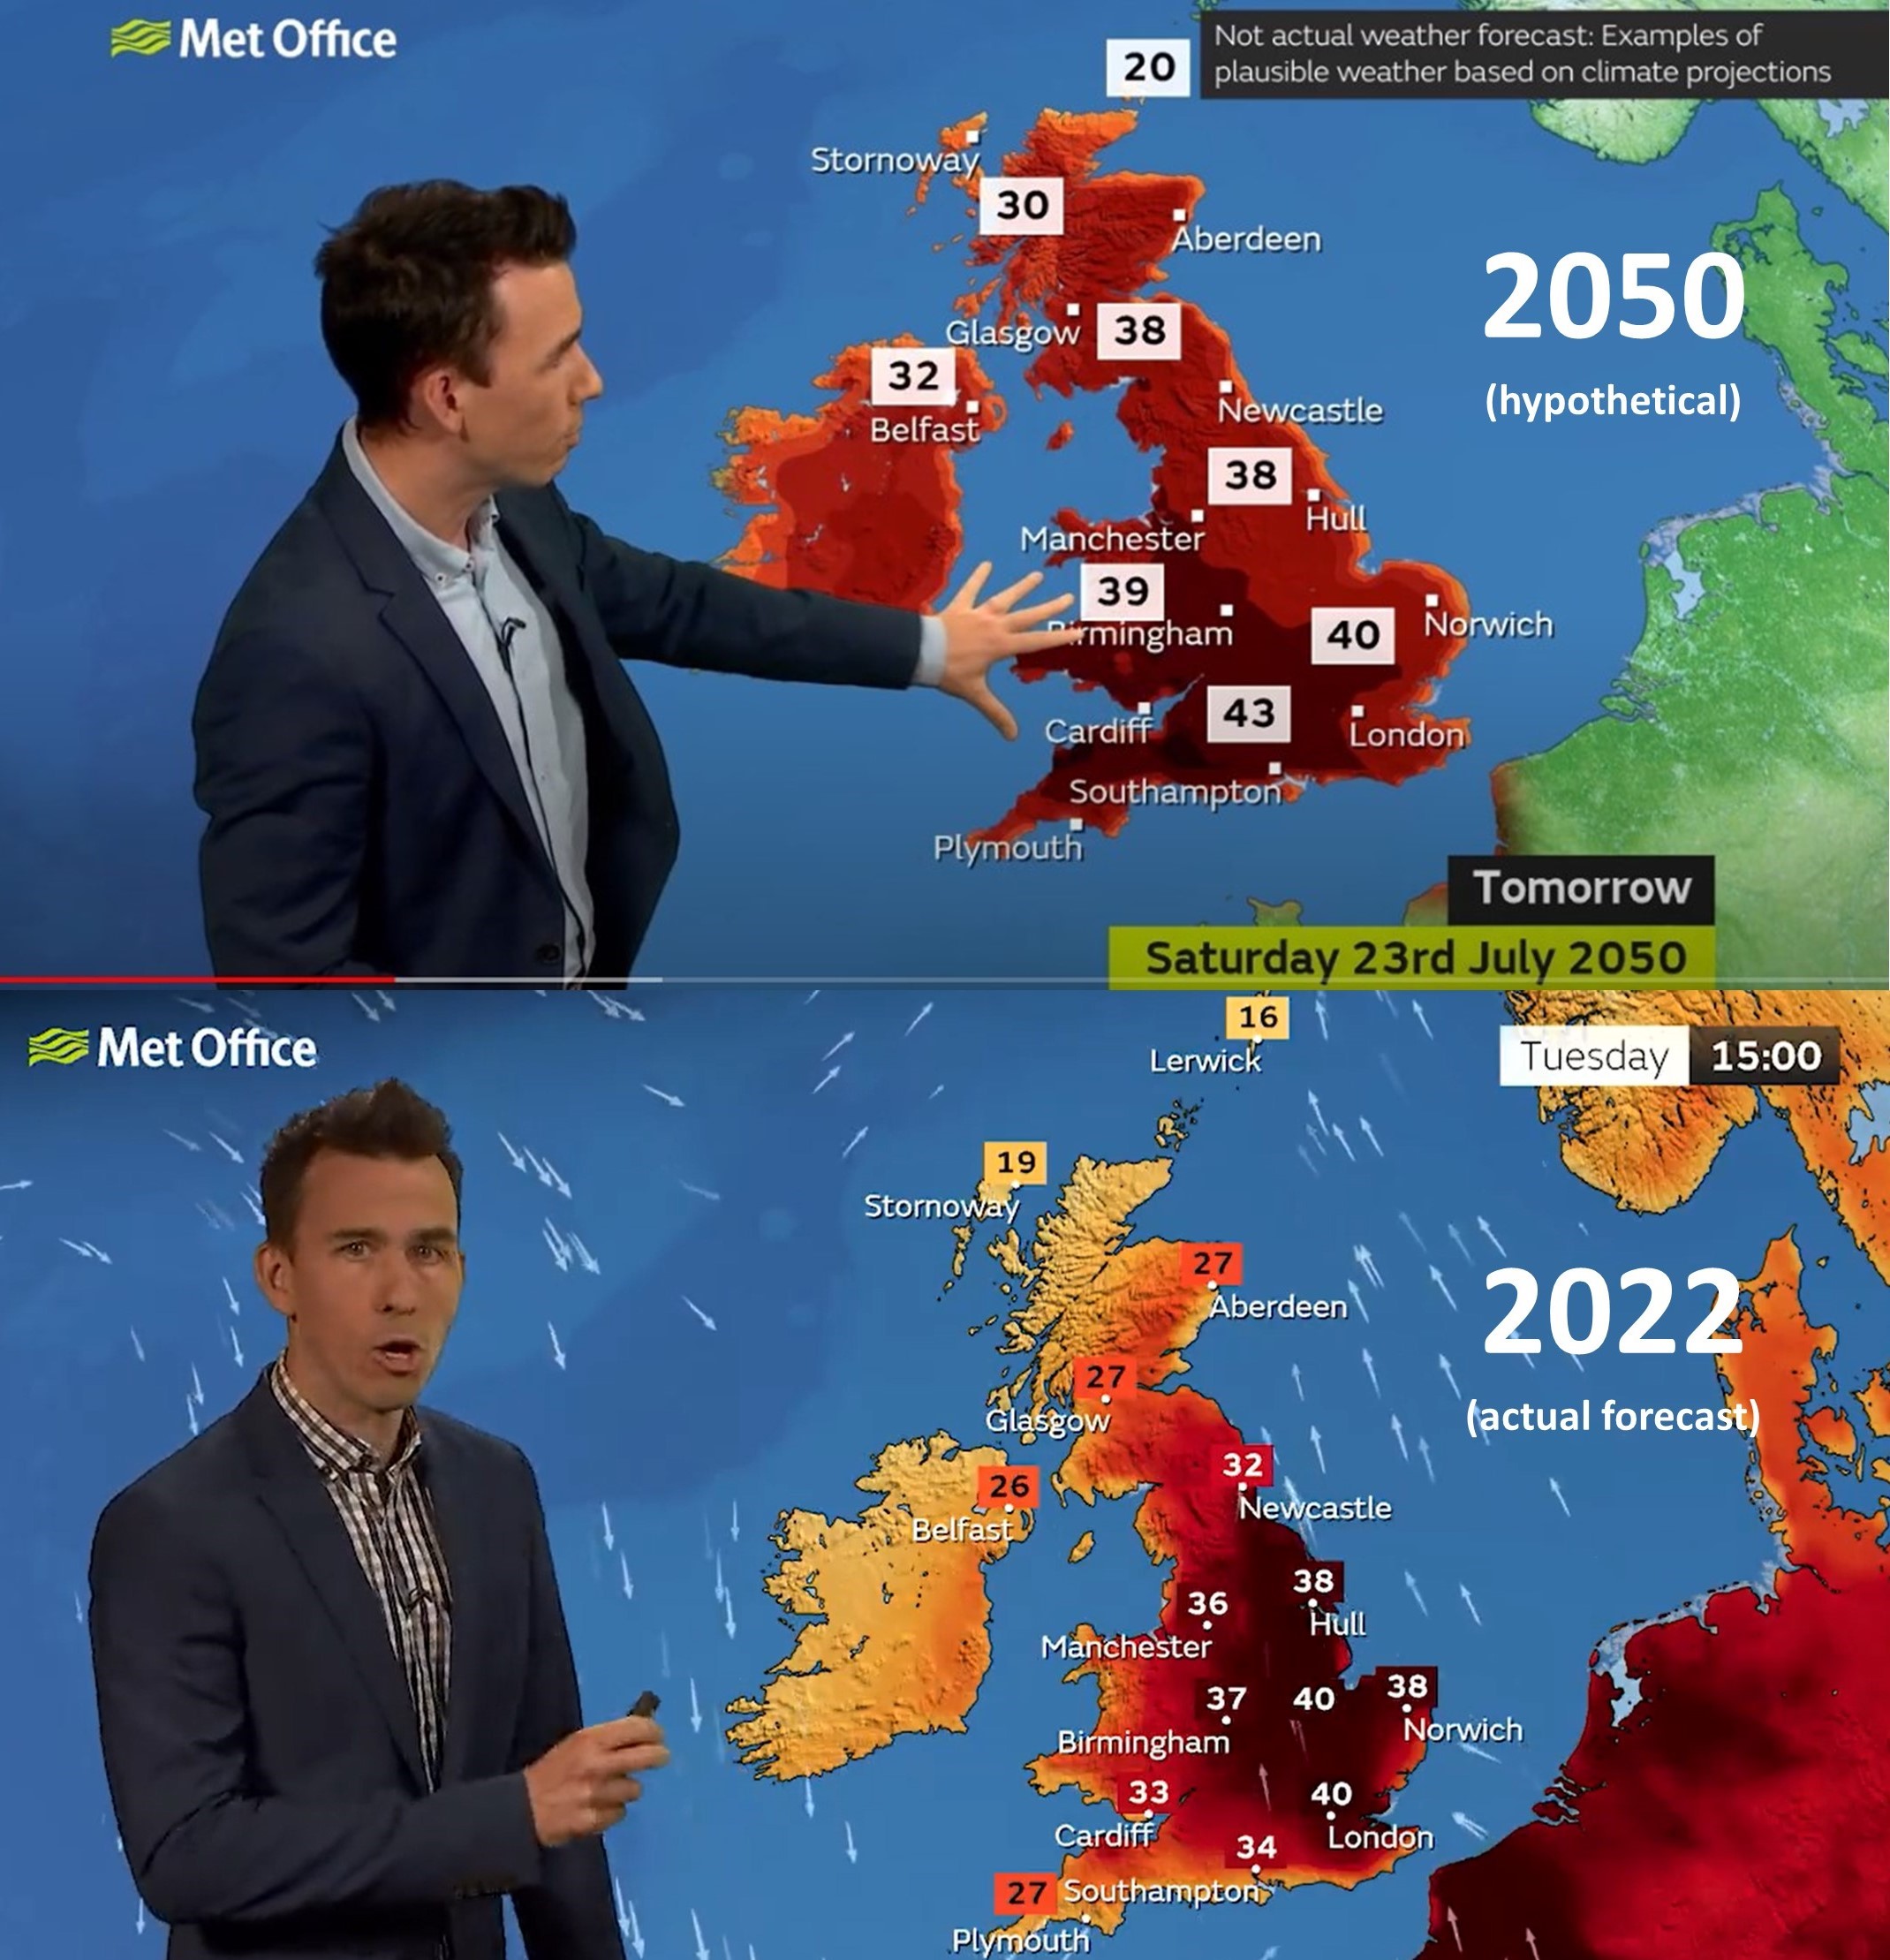 Met Office
20
Not actual weather forecast: Examples of
plausible weather based on climate projections
Stornoway
30
Aberdeen
2050
(hypothetical)
Glasgow
38
32
Belfast
Newcastle
38
Hull
Manchester
39
Birmingham
40
Norwich
Cardiff
43
London
Southampton
Plymouth
Tomorrow
Saturday 23rd July 2050
Met Office
16
Lerwick
Tuesday 15:00
19
Stornoway
27
Aberdeen
2022
(actual forecast)
27
Glasgow
26
Belfast
32
Newcastle
38
Hull
36
Manchester
37
Birmingham
40
38
Norwich
33
Cardiff
40
London
34
Southampton
27
Plymouth